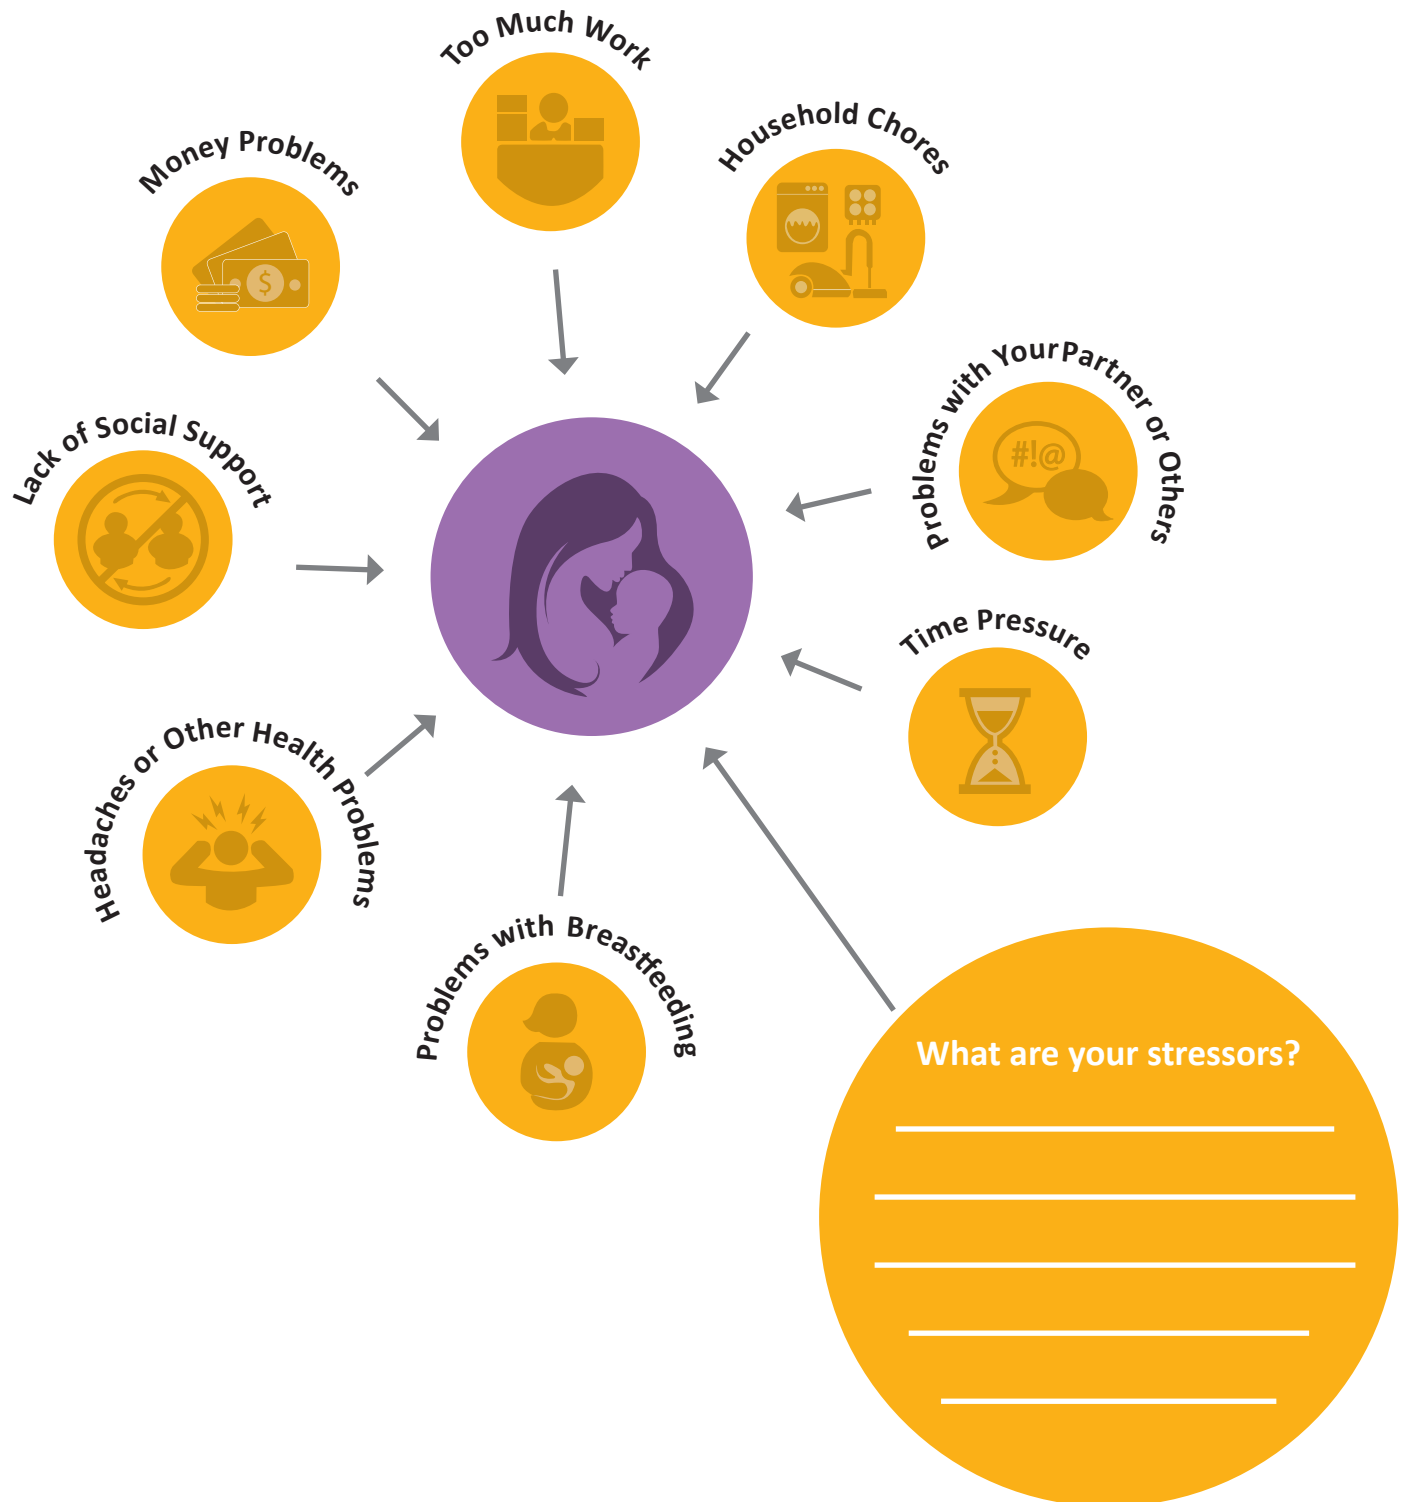 Too Much Work
Household Chores
Money Problems
$
Problems with Your Partner or Others
#!@
Lack of Social Support
Time Pressure
Headaches or Other Health Problems
Problems with Breastfeeding
What are your stressors?